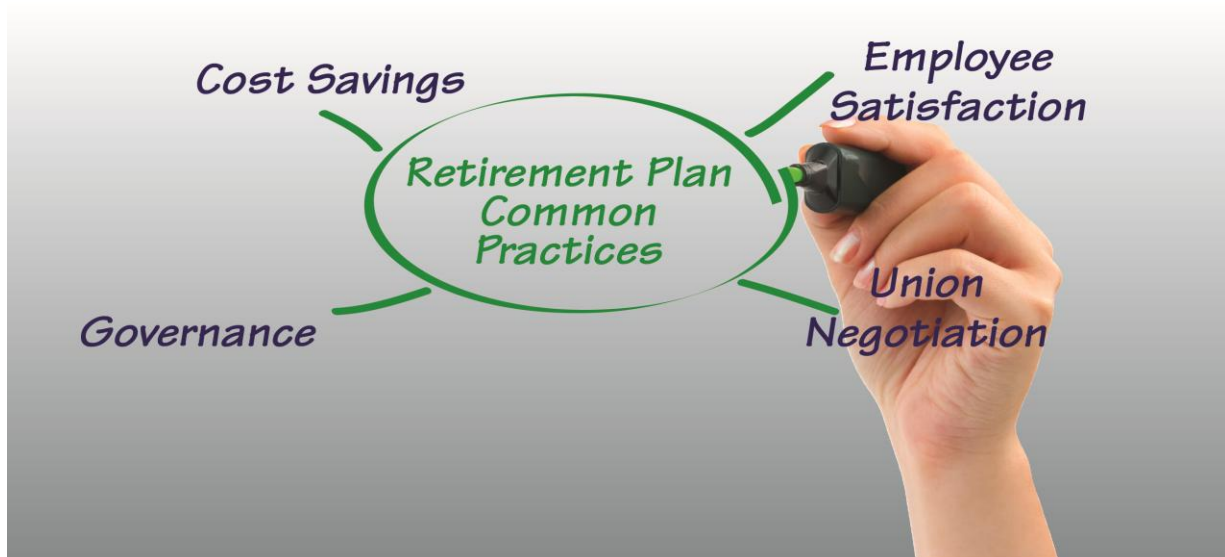 Cost Savings
Employee
Satisfaction
Retirement Plan
Common
Practices
Governance
Union
Negotiation